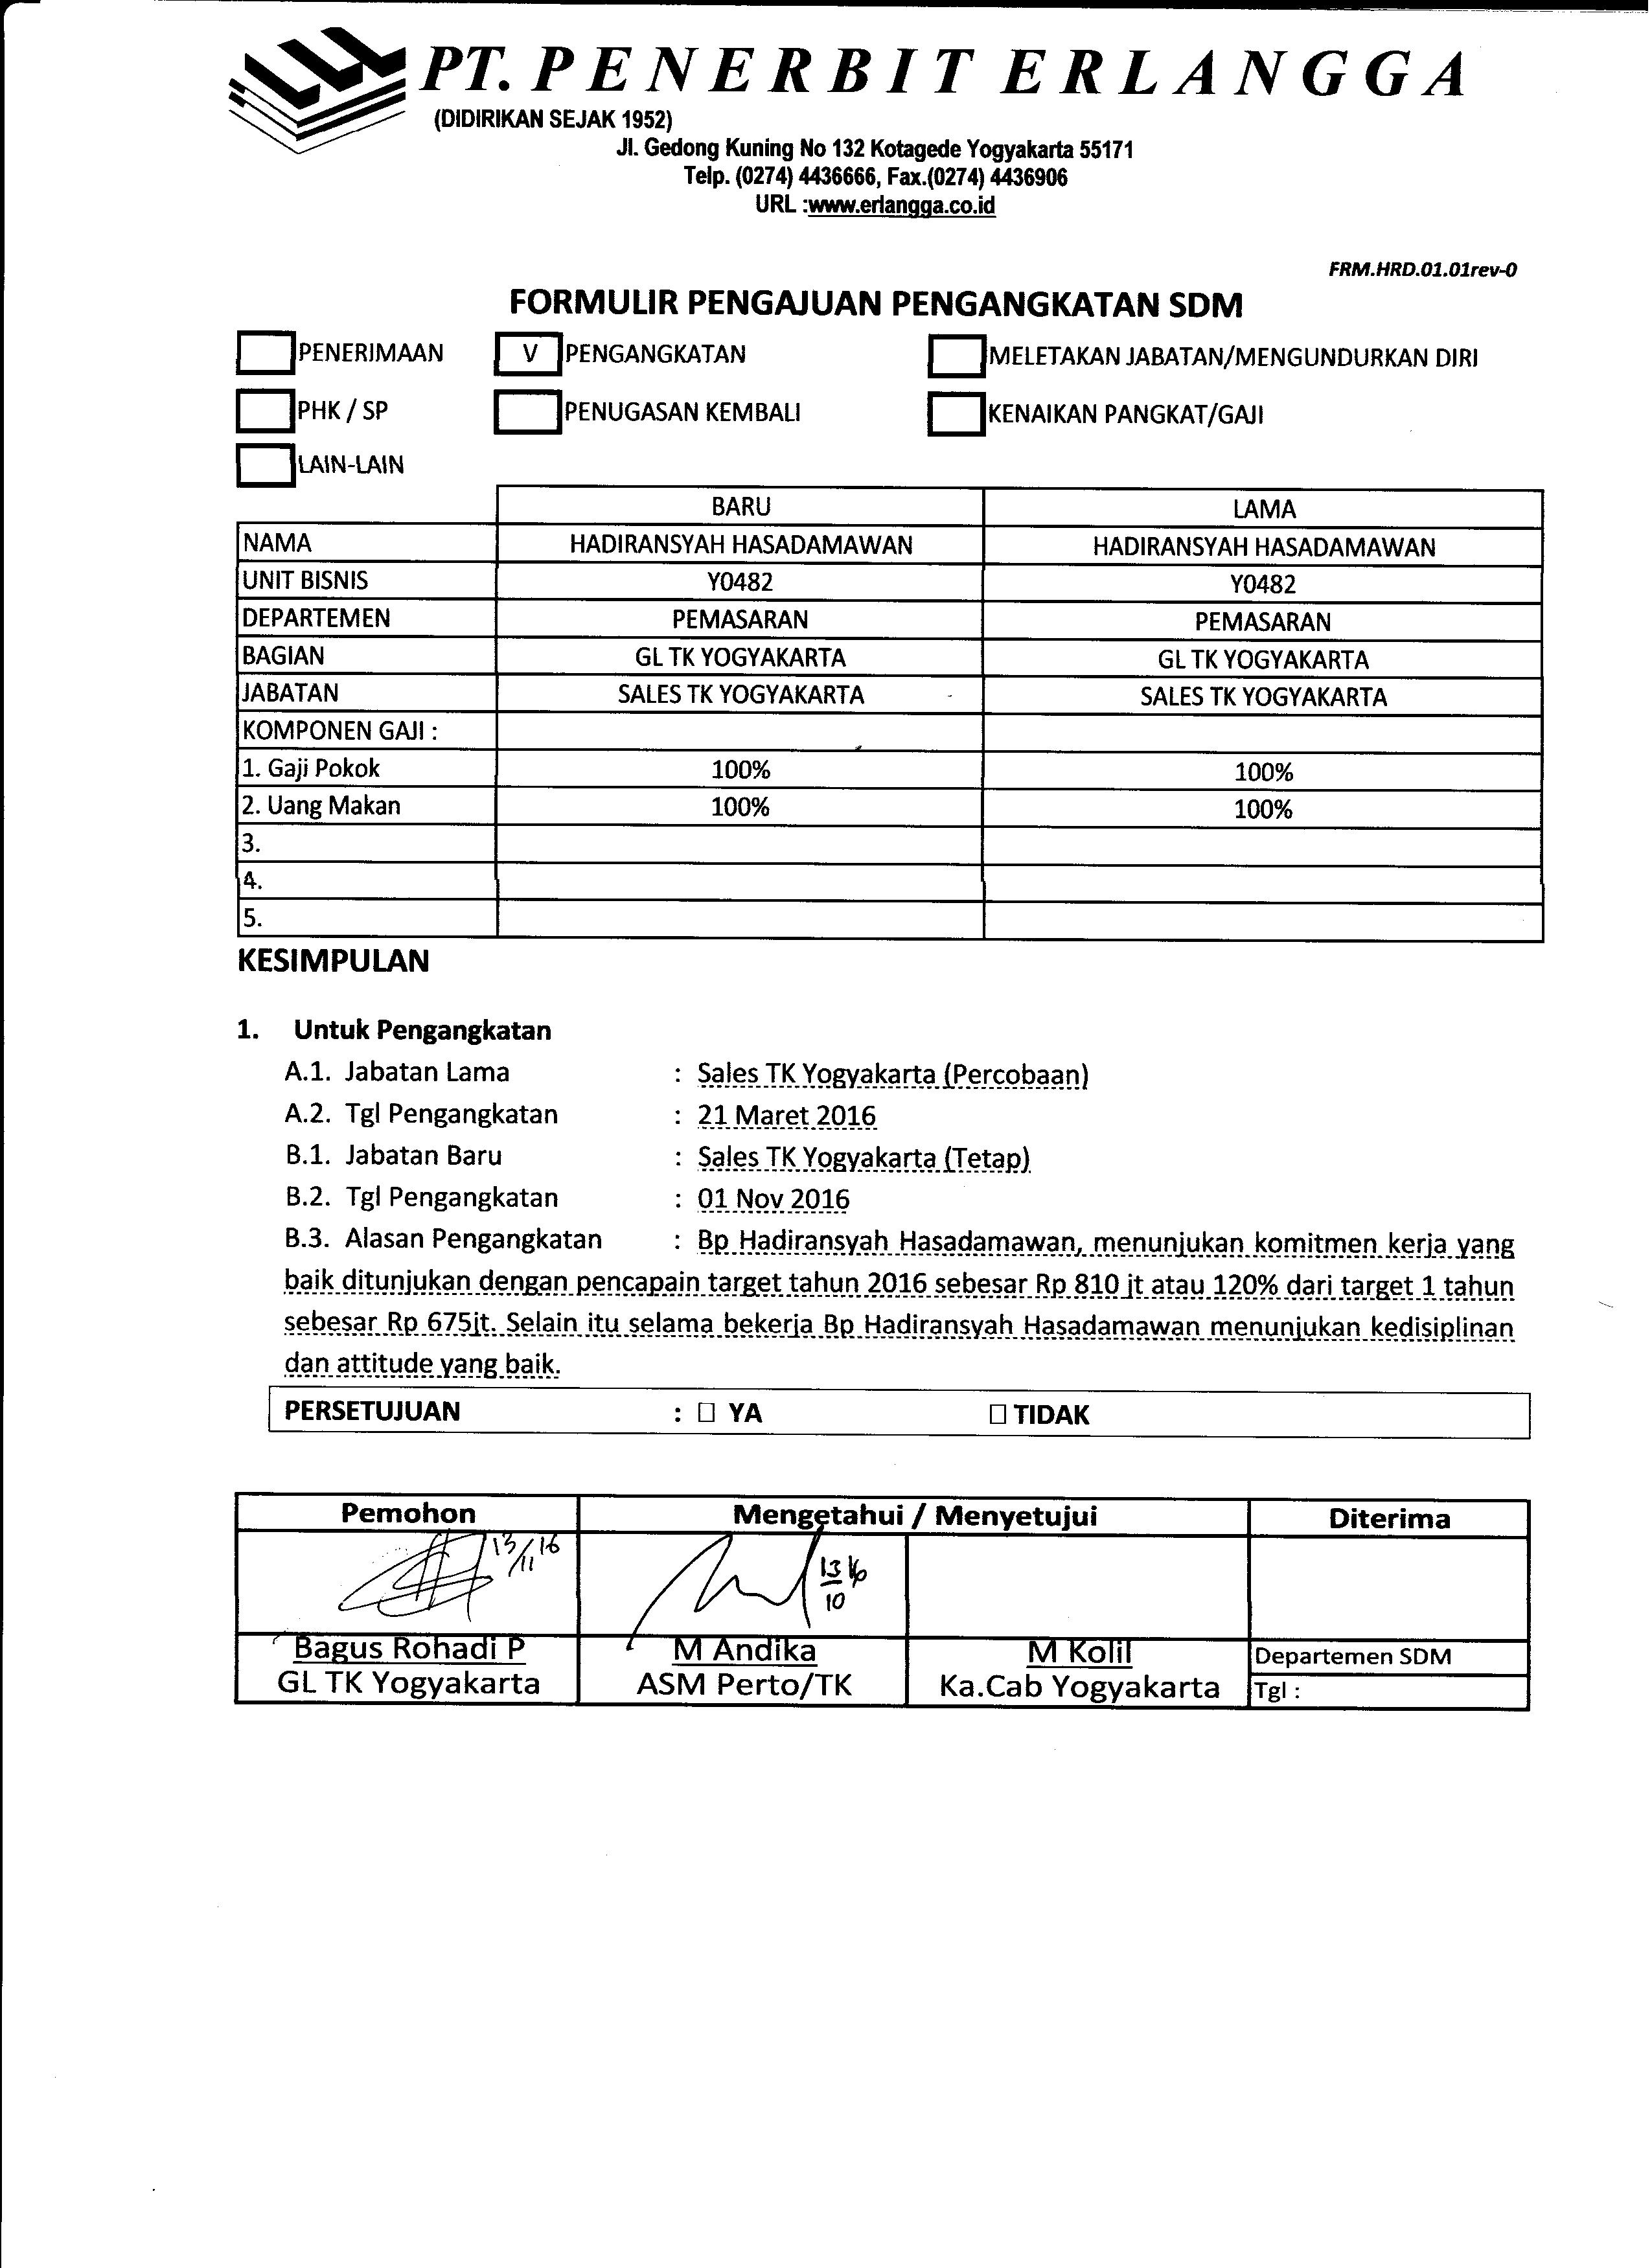 PT. PENERBIT ERLANGGA
(DIDIRIKAN SEJAK 1952)
Jl. Gedong Kuning No 132 Kotagede Yogyakarta 55171
Telp. (0274) 4436666, Fax.(0274) 4436906
URL :www.erlangga.co.id
FRM.HRD.01.01rev-0
FORMULIR PENGAJUAN PENGANGKATAN SDM
PENERIMAAN V PENGANGKATAN MELETAKAN JABATAN/MENGUNDURKAN DIRI
PHK / SP PENUGASAN KEMBALI KENAIKAN PANGKAT/GAJI
LAIN-LAIN
BARU LAMA
NAMA HADIRANSYAH HASADAMAWAN HADIRANSYAH HASADAMAWAN
UNIT BISNIS Y0482 Y0482
DEPARTEMEN PEMASARAN PEMASARAN
BAGIAN GL TK YOGYAKARTA GL TK YOGYAKARTA
JABATAN SALES TK YOGYAKARTA SALES TK YOGYAKARTA
KOMPONEN GAJI :
1. Gaji Pokok 100% 100%
2. Uang Makan 100% 100%
3.
4.
5.
KESIMPULAN
1. Untuk Pengangkatan
A.1. Jabatan Lama : Sales TK Yogyakarta (Percobaan)
A.2. Tgl Pengangkatan : 21 Maret 2016
B.1. Jabatan Baru : Sales TK Yogyakarta (Tetap)
B.2. Tgl Pengangkatan : 01 Nov 2016
B.3. Alasan Pengangkatan : Bp Hadiransyah Hasadamawan, menunjukan komitmen kerja yang
baik ditunjukan dengan pencapain target tahun 2016 sebesar Rp 810 jt atau 120% dari target 1 tahun
sebesar Rp 675jt. Selain itu selama bekerja Bp Hadiransyah Hasadamawan menunjukan kedisiplinan
dan attitude yang baik.
PERSETUJUAN : ☐ YA ☐ TIDAK
Pemohon Mengetahui / Menyetujui Diterima
13/11/16 13/10 16
Bagus Rohadi P M Andika M Kolil Departemen SDM
GL TK Yogyakarta ASM Perto/TK Ka.Cab Yogyakarta Tgl :